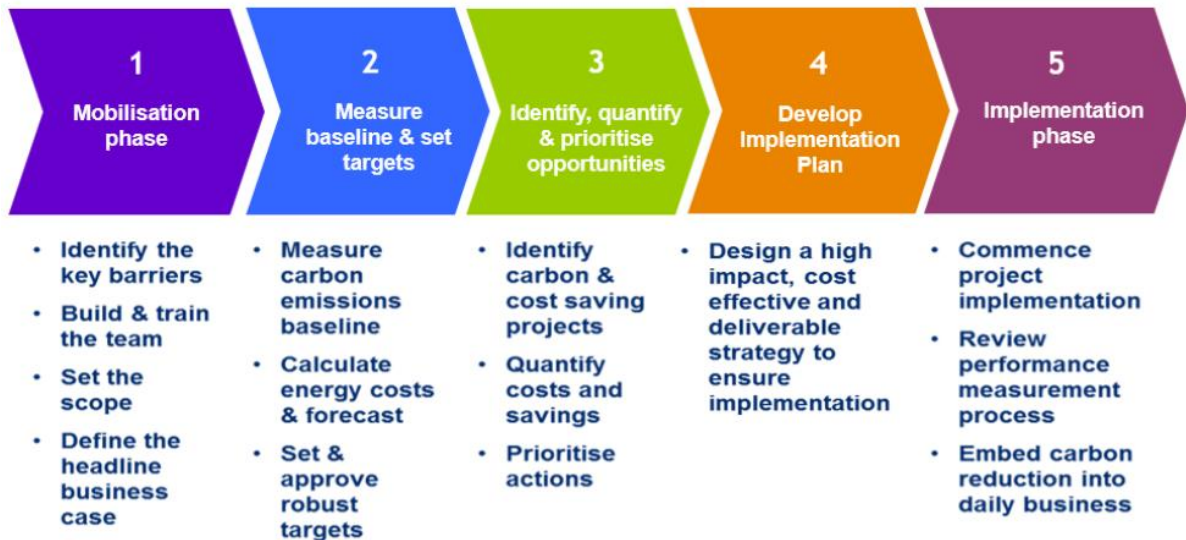 1
Mobilisation
phase
2
Measure
baseline & set
targets
3
Identify, quantify
& prioritise
opportunities
4
Develop
Implementation
Plan
5
Implementation
phase
• Identify the
key barriers
• Build & train
the team
• Set the
scope
• Define the
headline
business
case
• Measure
carbon
emissions
baseline
• Calculate
energy costs
& forecast
• Set &
approve
robust
targets
• Identify
carbon &
cost saving
projects
• Quantify
costs and
savings
• Prioritise
actions
• Design a high
impact, cost
effective and
deliverable
strategy to
ensure
implementation
• Commence
project
implementation
• Review
performance
measurement
process
• Embed carbon
reduction into
daily business